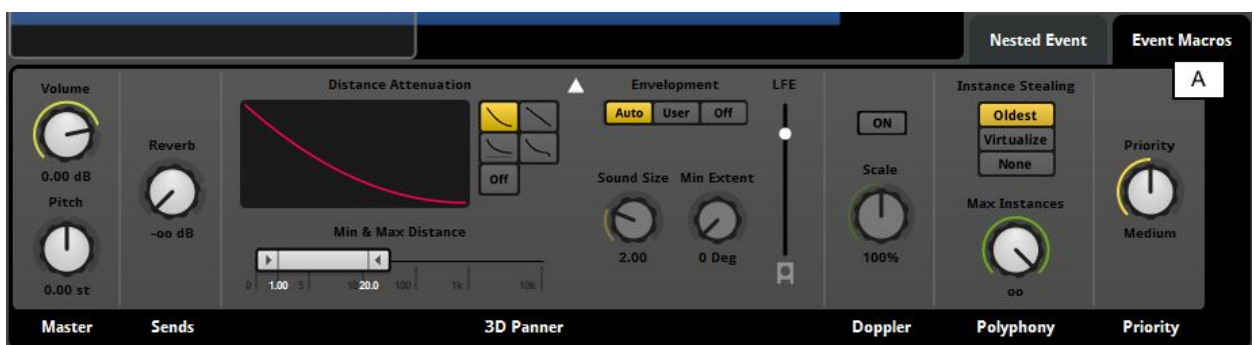 Nested Event
Event Macros
A
Volume
0.00 dB
Pitch
0.00 st
Master
Reverb
-oo dB
Sends
Distance Attenuation
Off
Min & Max Distance
0 1.00 5 20.0 100 1k 10k
Envelopment
Auto User Off
Sound Size Min Extent
2.00 0 Deg
LFE
3D Panner
ON
Scale
100%
Doppler
Instance Stealing
Oldest
Virtualize
None
Max Instances
oo
Polyphony
Priority
Medium
Priority